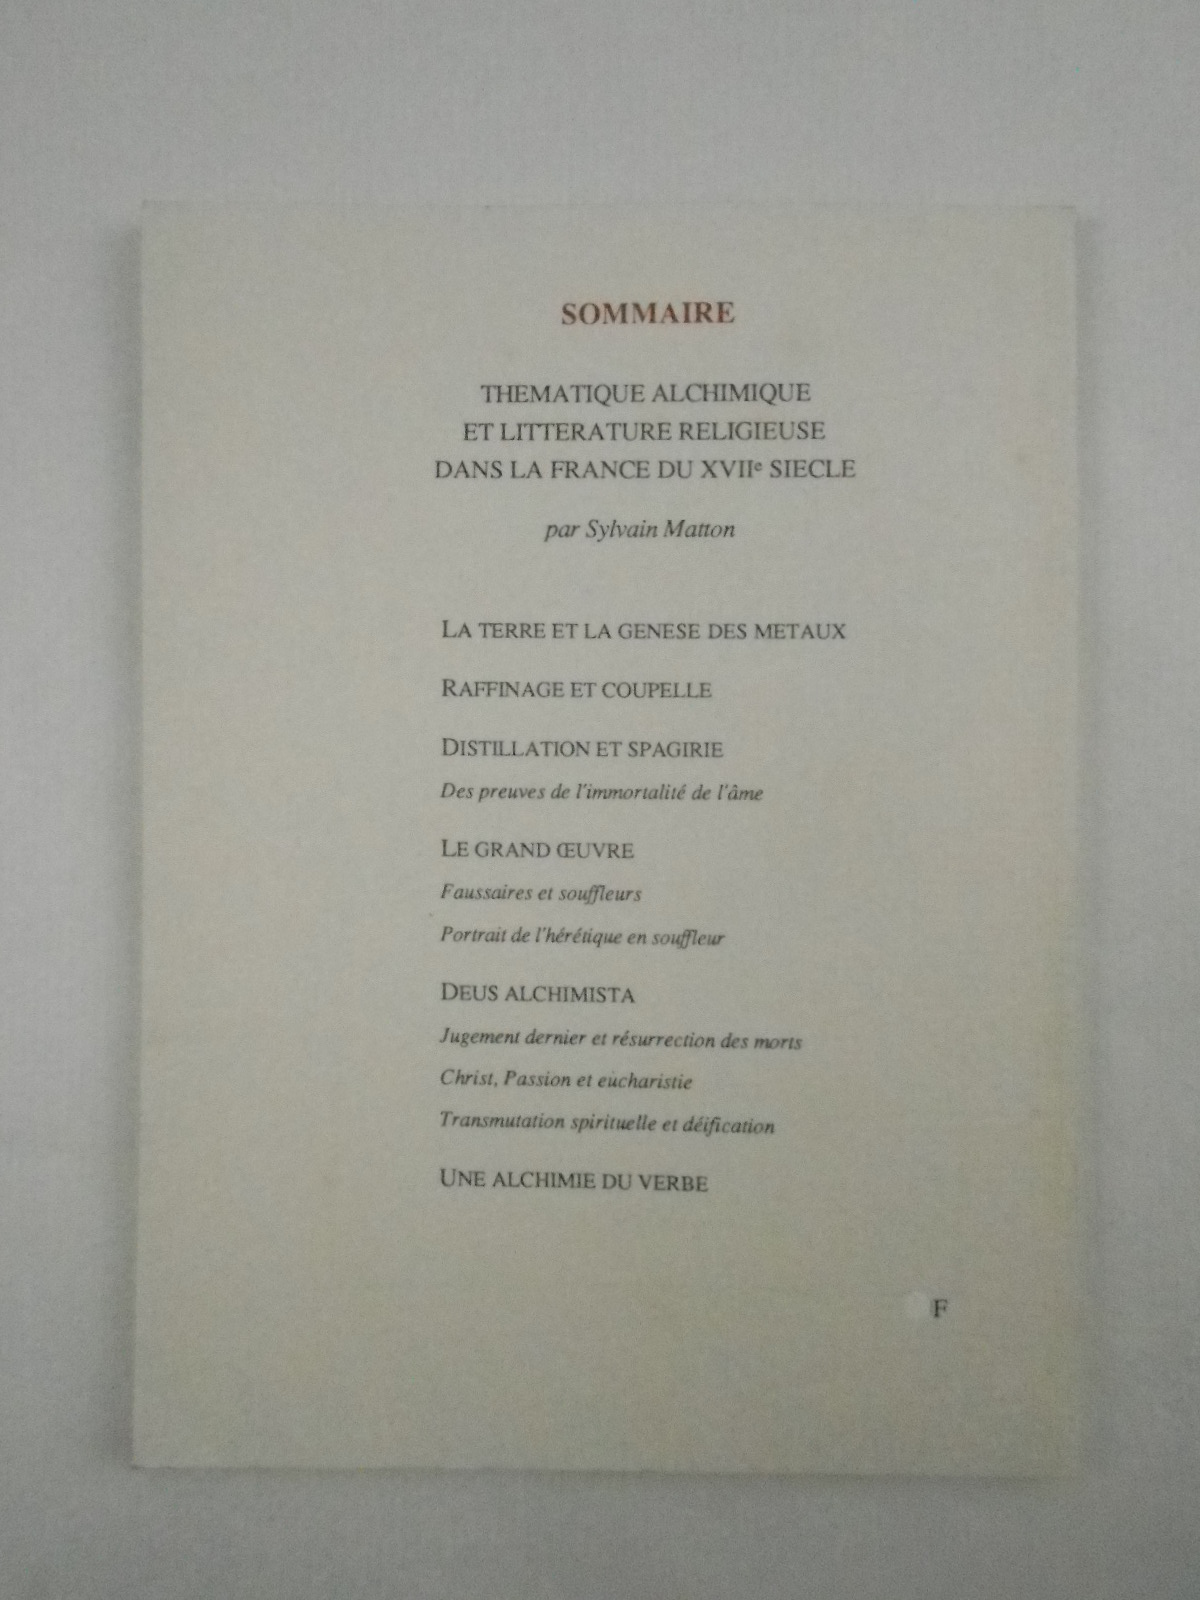 SOMMAIRE
THEMATIQUE ALCHIMIQUE
ET LITTERATURE RELIGIEUSE
DANS LA FRANCE DU XVIIe SIECLE
par Sylvain Matton
LA TERRE ET LA GENESE DES METAUX
RAFFINAGE ET COUPELLE
DISTILLATION ET SPAGIRIE
Des preuves de l'immortalité de l'âme
LE GRAND ŒUVRE
Faussaires et souffleurs
Portrait de l'hérétique en souffleur
DEUS ALCHIMISTA
Jugement dernier et résurrection des morts
Christ, Passion et eucharistie
Transmutation spirituelle et déification
UNE ALCHIMIE DU VERBE
F